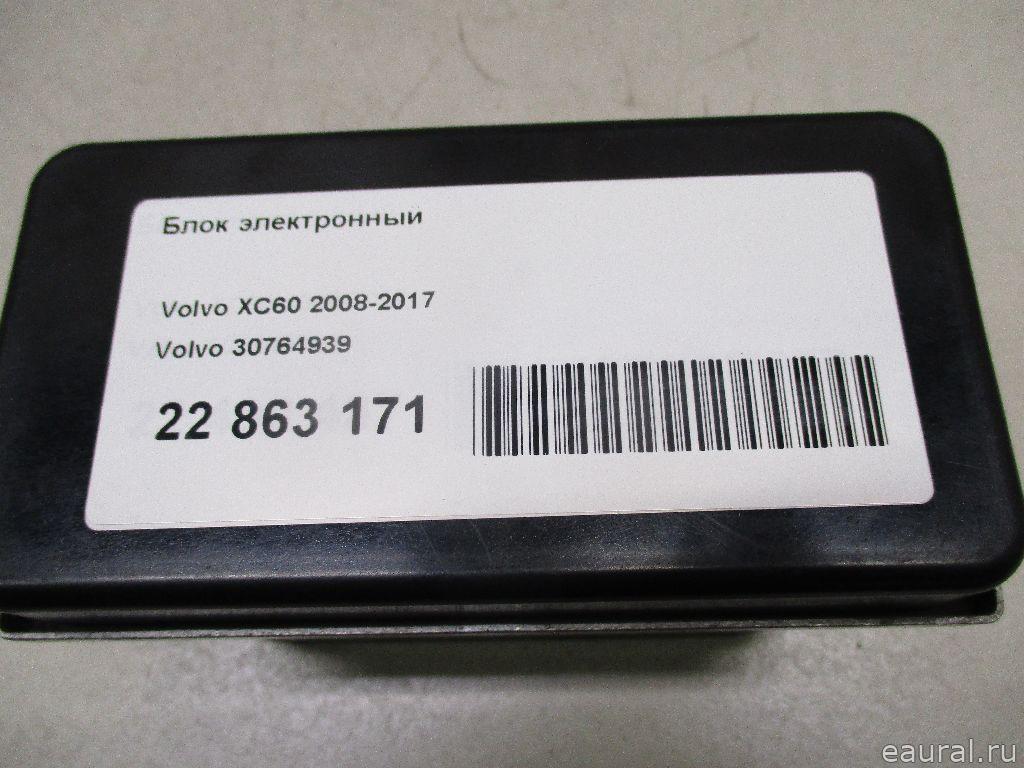 Блок электронный
Volvo XC60 2008-2017
Volvo 30764939
22 863 171
eaural.ru